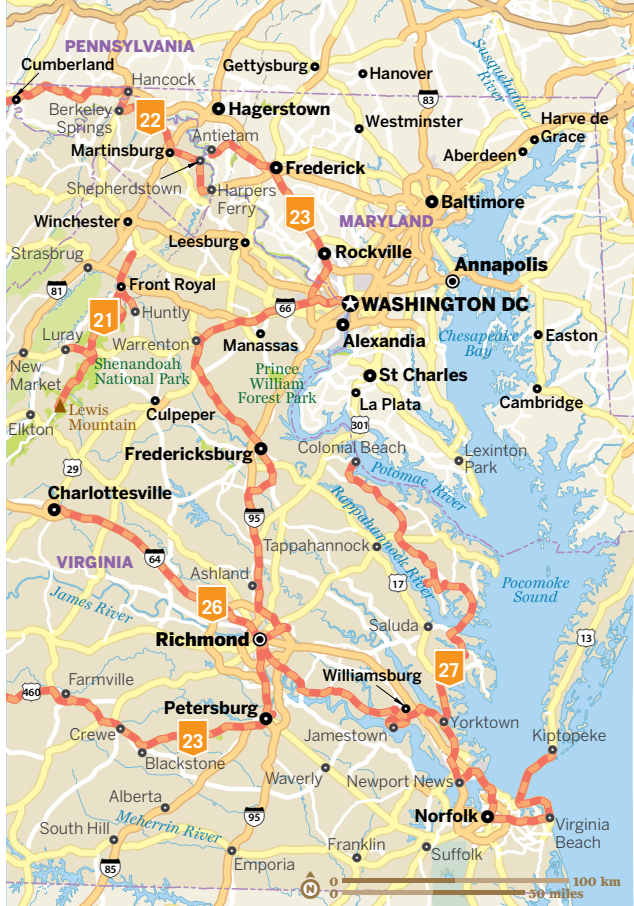 PENNSYLVANIA
Cumberland
Gettysburg
Hanover
Susquehanna
River
Hancock
83
Berkeley
Springs
22
Hagerstown
Westminster
Harve de
Grace
Antietam
Aberdeen
Martinsburg
Frederick
Shepherdstown
Harpers
Ferry
Baltimore
23
MARYLAND
Winchester
Leesburg
Rockville
Strasbrug
Annapolis
81
Front Royal
66
WASHINGTON DC
21
Huntly
Luray
Warrenton
Manassas
Alexandia
Chesapeake
Bay
Easton
New
Market
Shenandoah
National Park
Prince
William
Forest Park
St Charles
La Plata
Cambridge
Lewis
Mountain
Culpeper
Elkton
301
Fredericksburg
Colonial Beach
Lexinton
Park
29
Potomac River
Charlottesville
Rappahannock River
95
Tappahannock
VIRGINIA
64
Ashland
17
Pocomoke
Sound
James River
26
Saluda
13
Richmond
27
Williamsburg
460
Farmville
Petersburg
Yorktown
Crewe
23
Jamestown
Kiptopeke
Blackstone
Waverly
Newport News
Alberta
Norfolk
Meherrin River
95
Virginia
Beach
South Hill
Franklin
Suffolk
85
Emporia
N
0 100 km
0 50 miles